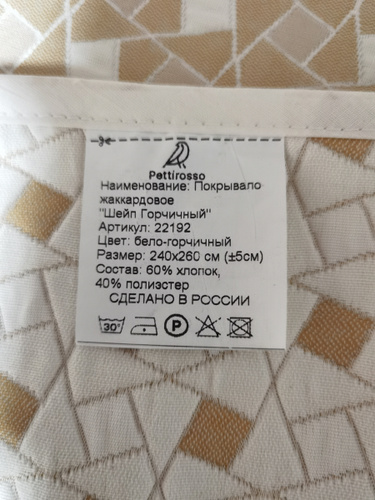 Pettirosso
Наименование: Покрывало
жаккардовое
"Шейп Горчичный"
Артикул: 22192
Цвет: бело-горчичный
Размер: 240х260 см (±5см)
Состав: 60% хлопок,
40% полиэстер
СДЕЛАНО В РОССИИ
30° P